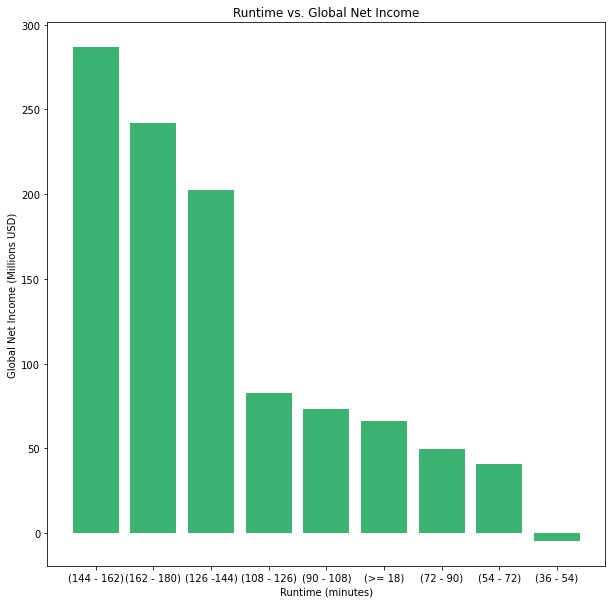 Runtime vs. Global Net Income
Global Net Income (Millions USD)
300
250
200
150
100
50
0
(144 - 162) (162 - 180) (126 -144) (108 - 126) (90 - 108) (>= 18) (72 - 90) (54 - 72) (36 - 54)
Runtime (minutes)